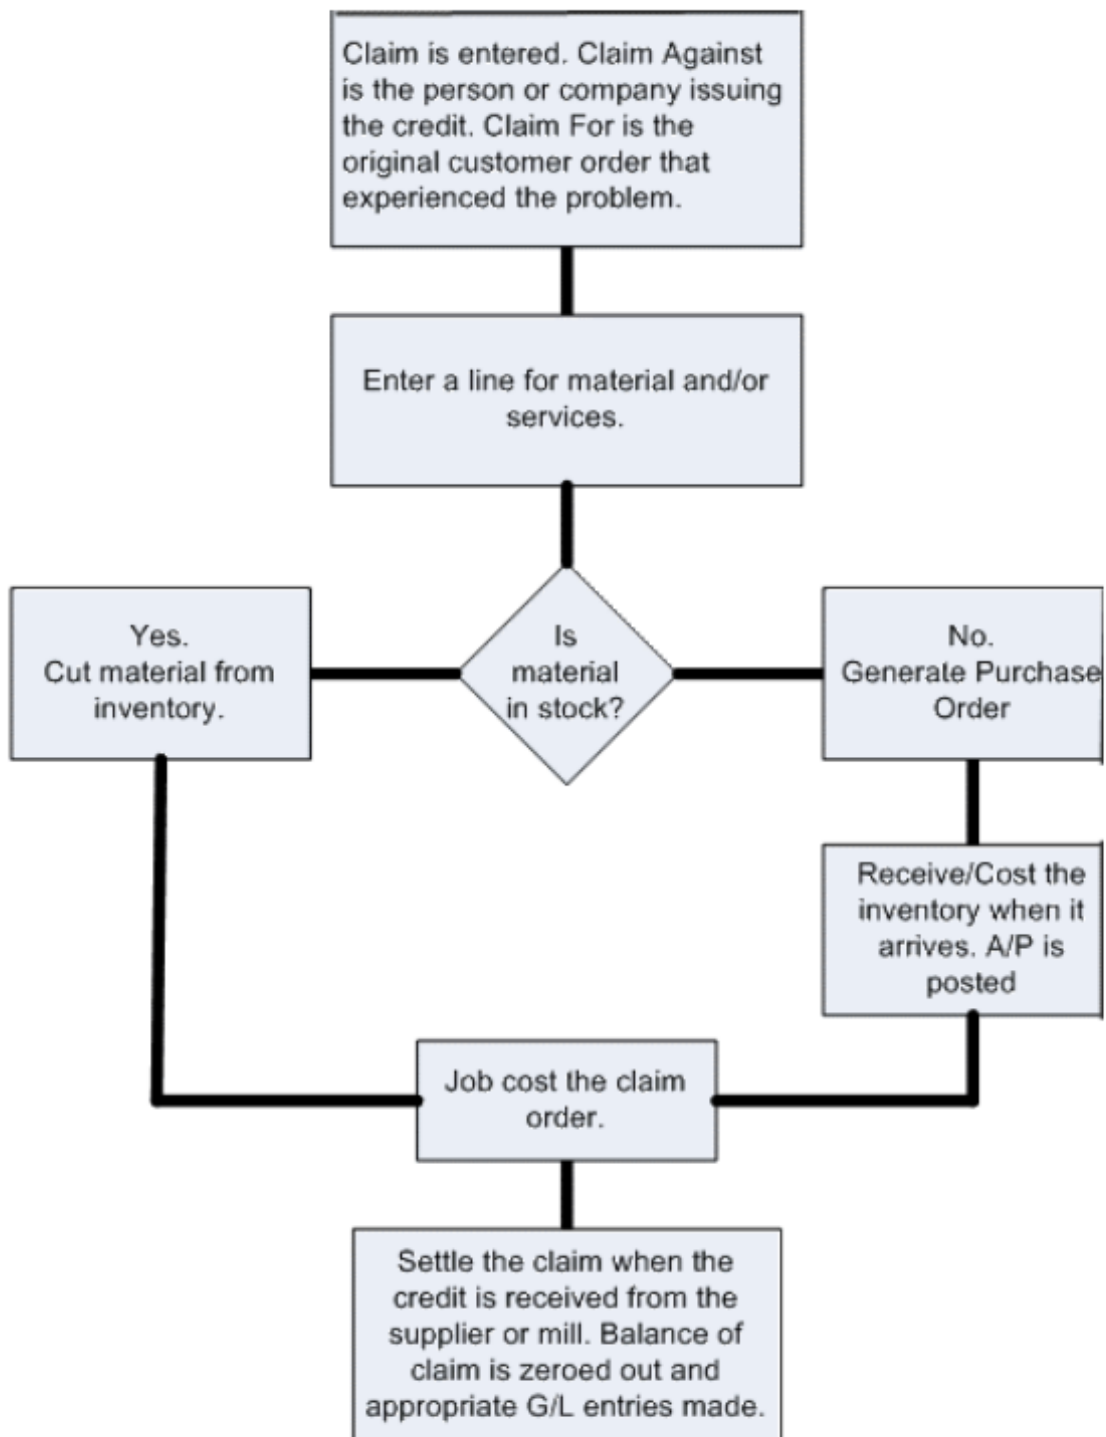 Claim is entered. Claim Against
is the person or company issuing
the credit. Claim For is the
original customer order that
experienced the problem.
Enter a line for material and/or
services.
Yes.
Cut material from
inventory.
Is
material
in stock?
No.
Generate Purchase
Order
Receive/Cost the
inventory when it
arrives. A/P is
posted
Job cost the claim
order.
Settle the claim when the
credit is received from the
supplier or mill. Balance of
claim is zeroed out and
appropriate G/L entries made.